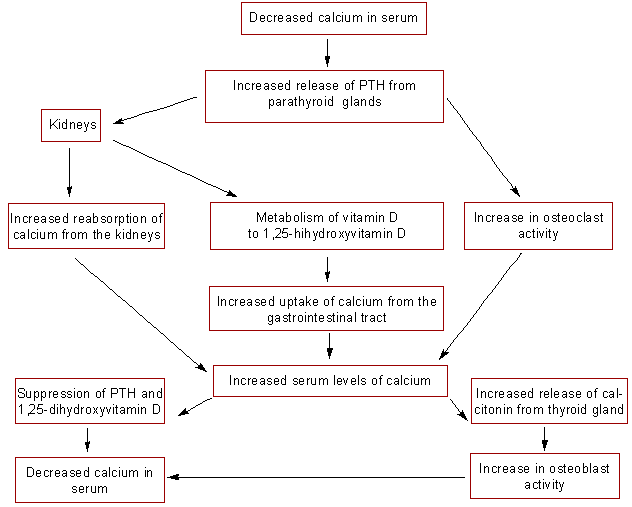 Decreased calcium in serum
Increased release of PTH from
parathyroid glands
Kidneys
Increased reabsorption of
calcium from the kidneys
Metabolism of vitamin D
to 1,25-hihydroxyvitamin D
Increase in osteoclast
activity
Increased uptake of calcium from the
gastrointestinal tract
Increased serum levels of calcium
Suppression of PTH and
1,25-dihydroxyvitamin D
Increased release of cal-
citonin from thyroid gland
Decreased calcium in
serum
Increase in osteoblast
activity